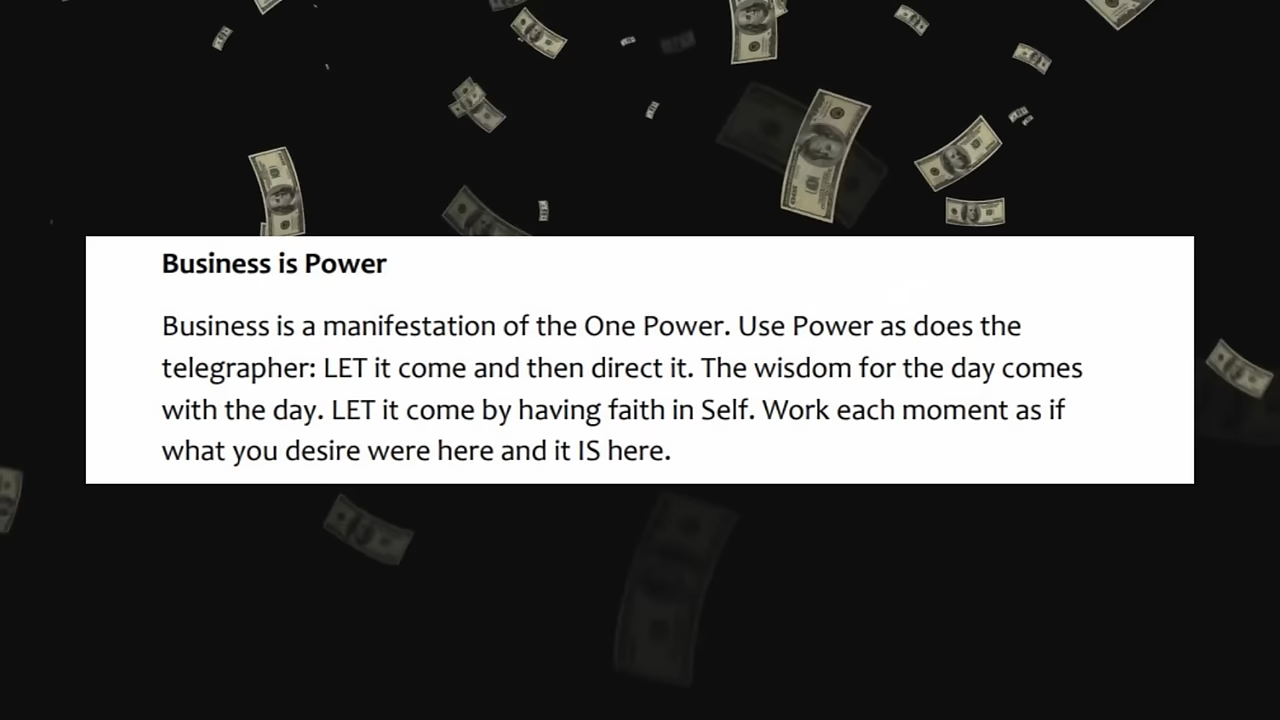 Business is Power
Business is a manifestation of the One Power. Use Power as does the
telegrapher: LET it come and then direct it. The wisdom for the day comes
with the day. LET it come by having faith in Self. Work each moment as if
what you desire were here and it IS here.